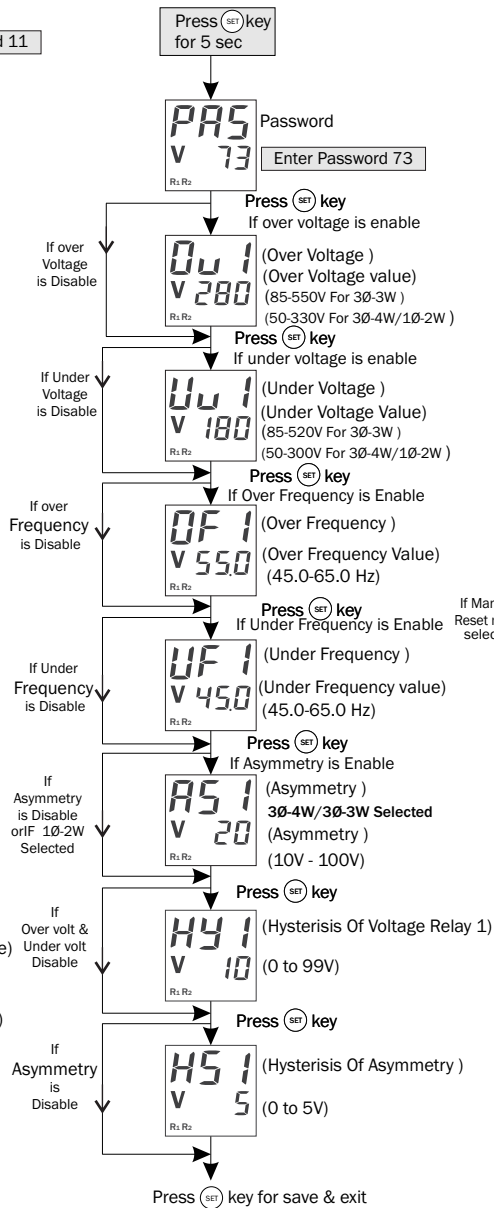 d 11
Press SET key
for 5 sec
PAS
V 73
R1 R2
Password
Enter Password 73
Press SET key
If over voltage is enable
If over
Voltage
is Disable
Ou 1
V 280
R1 R2
(Over Voltage )
(Over Voltage value)
(85-550V For 3Ø-3W )
(50-330V For 3Ø-4W/1Ø-2W )
Press SET key
If under voltage is enable
If Under
Voltage
is Disable
Uu 1
V 180
R1 R2
(Under Voltage )
(Under Voltage Value)
(85-520V For 3Ø-3W )
(50-300V For 3Ø-4W/1Ø-2W )
Press SET key
If Over Frequency is Enable
If over
Frequency
is Disable
OF 1
V 55.0
R1 R2
(Over Frequency )
(Over Frequency Value)
(45.0-65.0 Hz)
Press SET key
If Under Frequency is Enable
If Mar
Reset r
selec
If Under
Frequency
is Disable
UF 1
V 45.0
R1 R2
(Under Frequency )
(Under Frequency value)
(45.0-65.0 Hz)
Press SET key
If Asymmetry is Enable
If
Asymmetry
is Disable
orIF 1Ø-2W
Selected
AS 1
V 20
R1 R2
(Asymmetry )
3Ø-4W/3Ø-3W Selected
(Asymmetry )
(10V - 100V)
Press SET key
If
Over volt &
Under volt
Disable
e)
HY 1
V 10
R1 R2
(Hysterisis Of Voltage Relay 1)
(0 to 99V)
)
Press SET key
If
Asymmetry
is
Disable
HS 1
V 5
R1 R2
(Hysterisis Of Asymmetry )
(0 to 5V)
Press SET key for save & exit